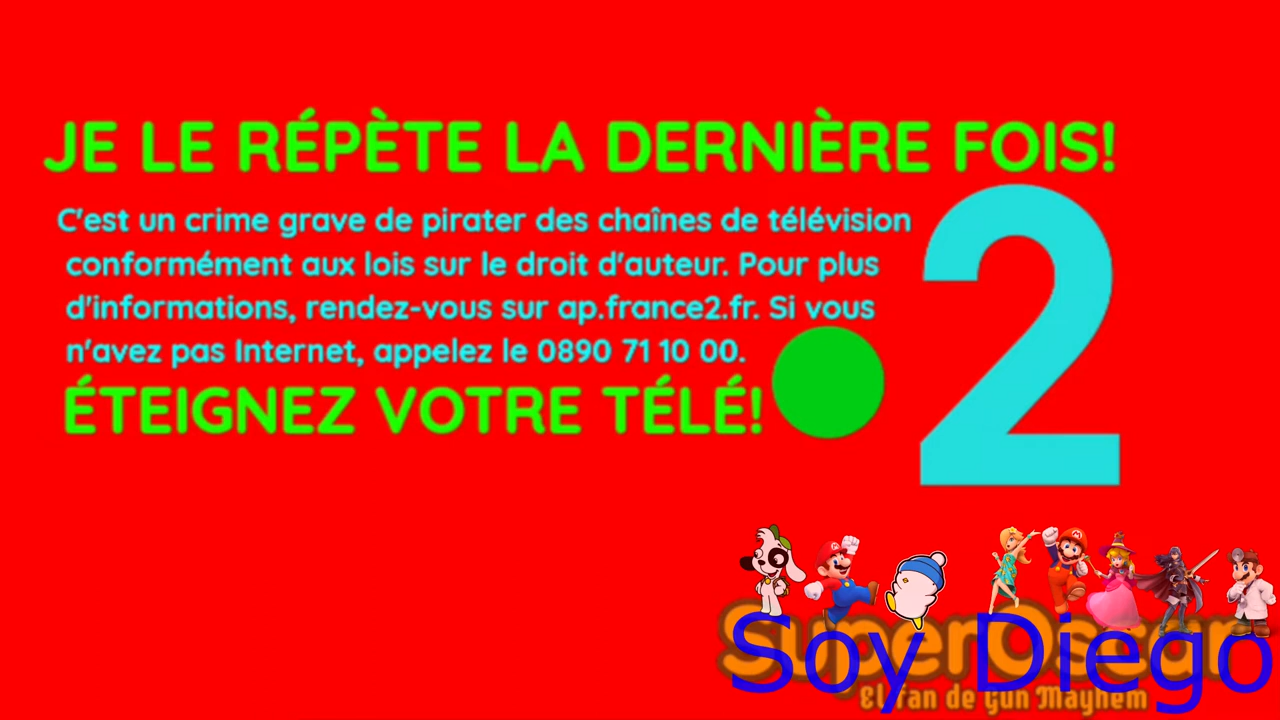 JE LE RÉPÈTE LA DERNIÈRE FOIS!
C'est un crime grave de pirater des chaînes de télévision
conformément aux lois sur le droit d'auteur. Pour plus
d'informations, rendez-vous sur ap.france2.fr. Si vous
n'avez pas Internet, appelez le 0890 71 10 00.
ÉTEIGNEZ VOTRE TÉLÉ!
2
SuperOscar
Soy Diego
El fan de Gun Mayhem